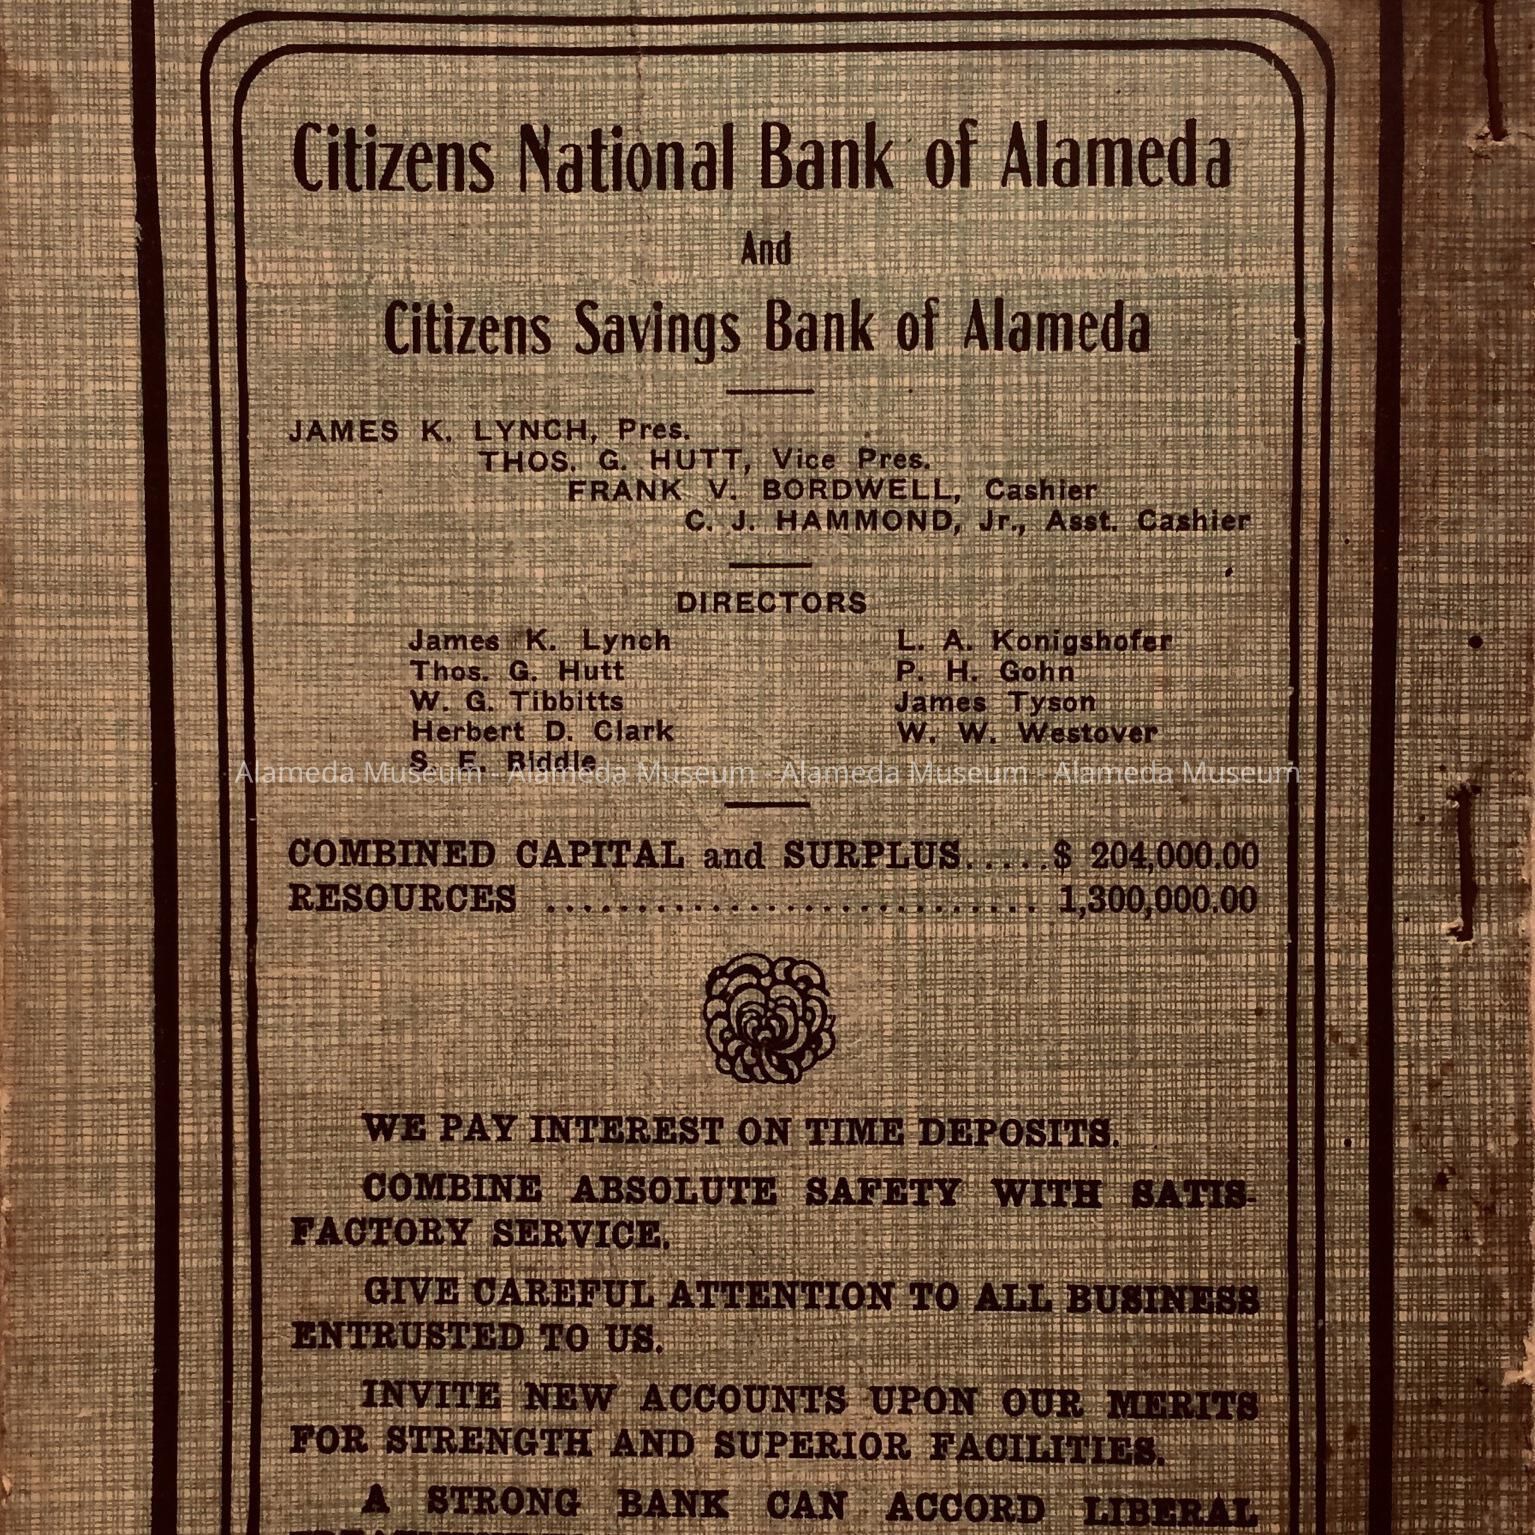 Citizens National Bank of Alameda
And
Citizens Savings Bank of Alameda
JAMES K. LYNCH, Pres.
THOS. G. HUTT, Vice Pres.
FRANK V. BORDWELL, Cashier
C. J. HAMMOND, Jr., Asst. Cashier
DIRECTORS
James K. Lynch
Thos. G. Hutt
W. G. Tibbitts
Herbert D. Clark
S. E. Biddle
L. A. Konigshofer
P. H. Gohn
James Tyson
W. W. Westover
Alameda Museum - Alameda Museum - Alameda Museum - Alameda Museum
COMBINED CAPITAL and SURPLUS.....$ 204,000.00
RESOURCES ........................... 1,300,000.00
WE PAY INTEREST ON TIME DEPOSITS.
COMBINE ABSOLUTE SAFETY WITH SATIS-
FACTORY SERVICE.
GIVE CAREFUL ATTENTION TO ALL BUSINESS
ENTRUSTED TO US.
INVITE NEW ACCOUNTS UPON OUR MERITS
FOR STRENGTH AND SUPERIOR FACILITIES.
A STRONG BANK CAN ACCORD LIBERAL